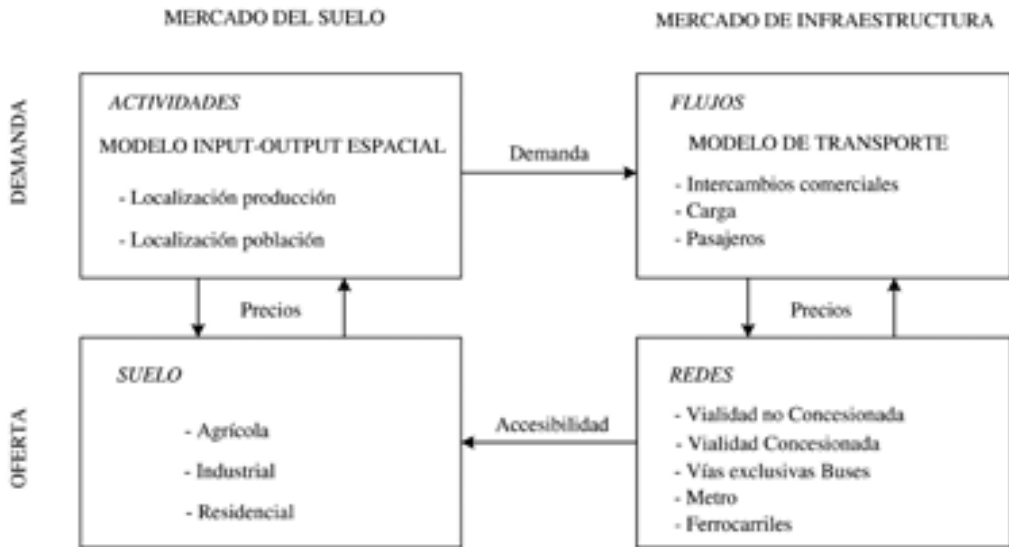 MERCADO DEL SUELO
MERCADO DE INFRAESTRUCTURA
DEMANDA
ACTIVIDADES
MODELO INPUT-OUTPUT ESPACIAL
- Localización producción
- Localización población
Demanda
FLUJOS
MODELO DE TRANSPORTE
- Intercambios comerciales
- Carga
- Pasajeros
Precios
Precios
OFERTA
SUELO
- Agrícola
- Industrial
- Residencial
Accesibilidad
REDES
- Vialidad no Concesionada
- Vialidad Concesionada
- Vías exclusivas Buses
- Metro
- Ferrocarriles